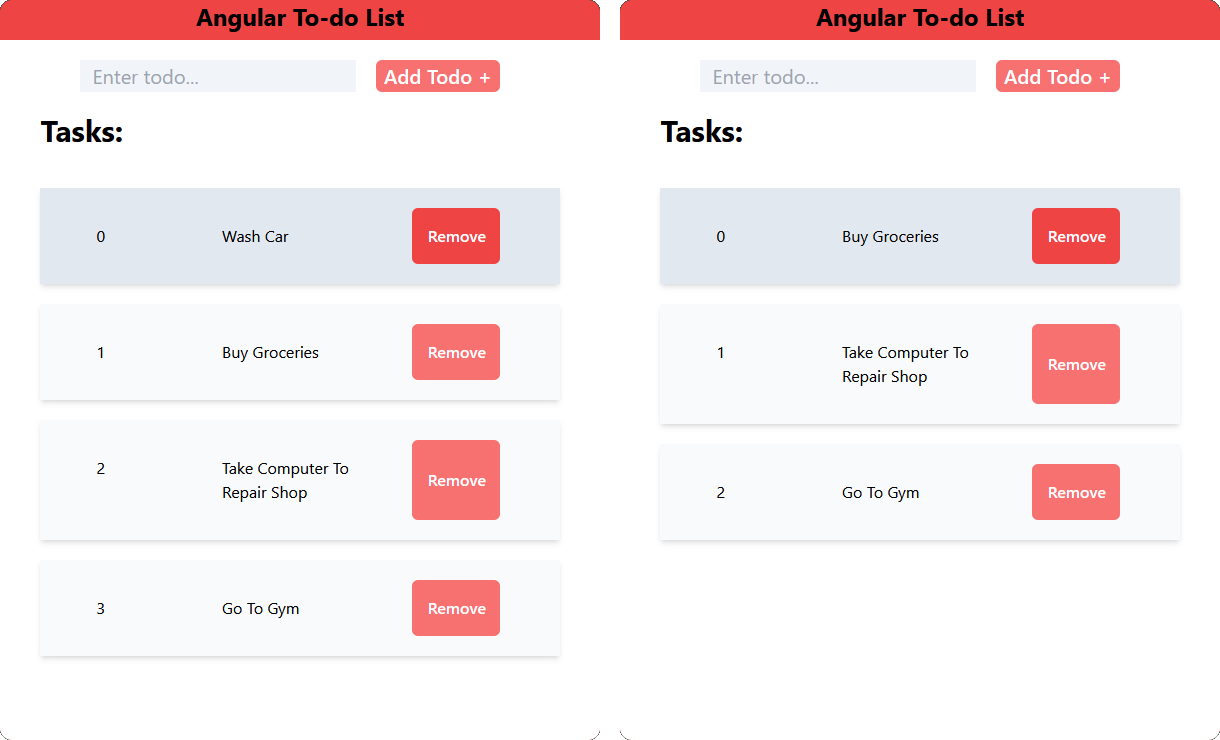 Angular To-do List
Enter todo...
Add Todo +
Tasks:
0 Wash Car Remove
1 Buy Groceries Remove
2 Take Computer To
Repair Shop Remove
3 Go To Gym Remove
Angular To-do List
Enter todo...
Add Todo +
Tasks:
0 Buy Groceries Remove
1 Take Computer To
Repair Shop Remove
2 Go To Gym Remove